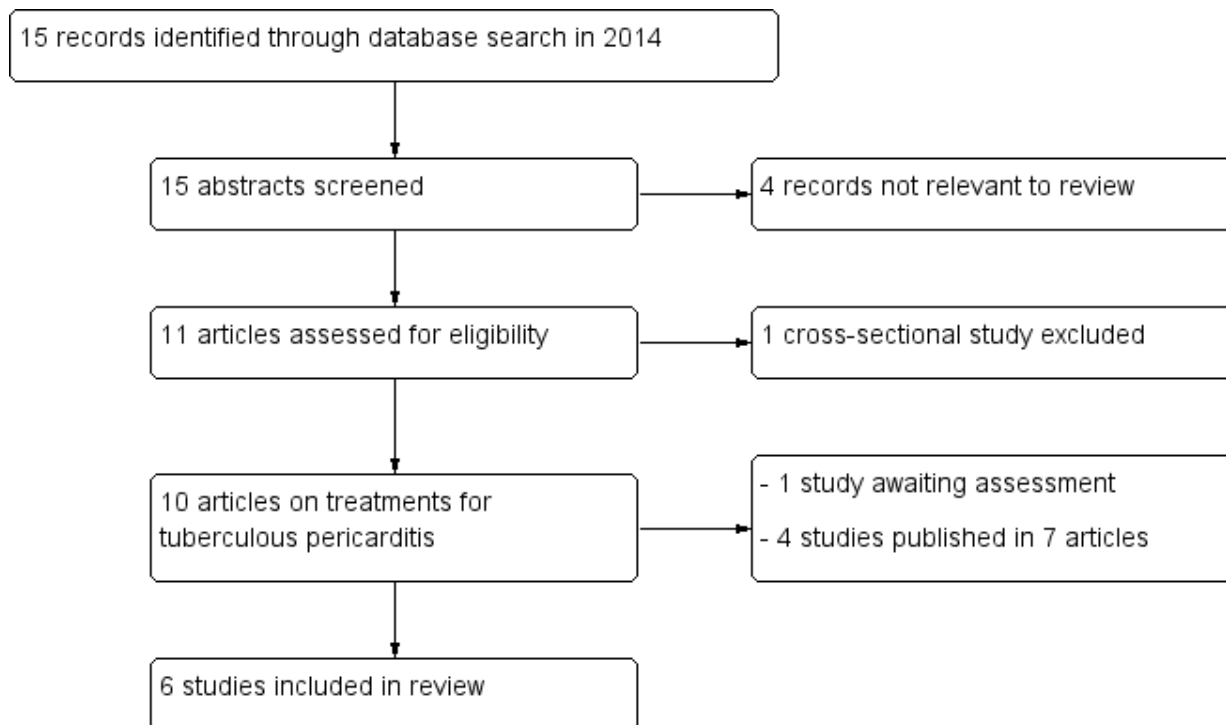 15 records identified through database search in 2014
15 abstracts screened
4 records not relevant to review
11 articles assessed for eligibility
1 cross-sectional study excluded
10 articles on treatments for
tuberculous pericarditis
- 1 study awaiting assessment
- 4 studies published in 7 articles
6 studies included in review